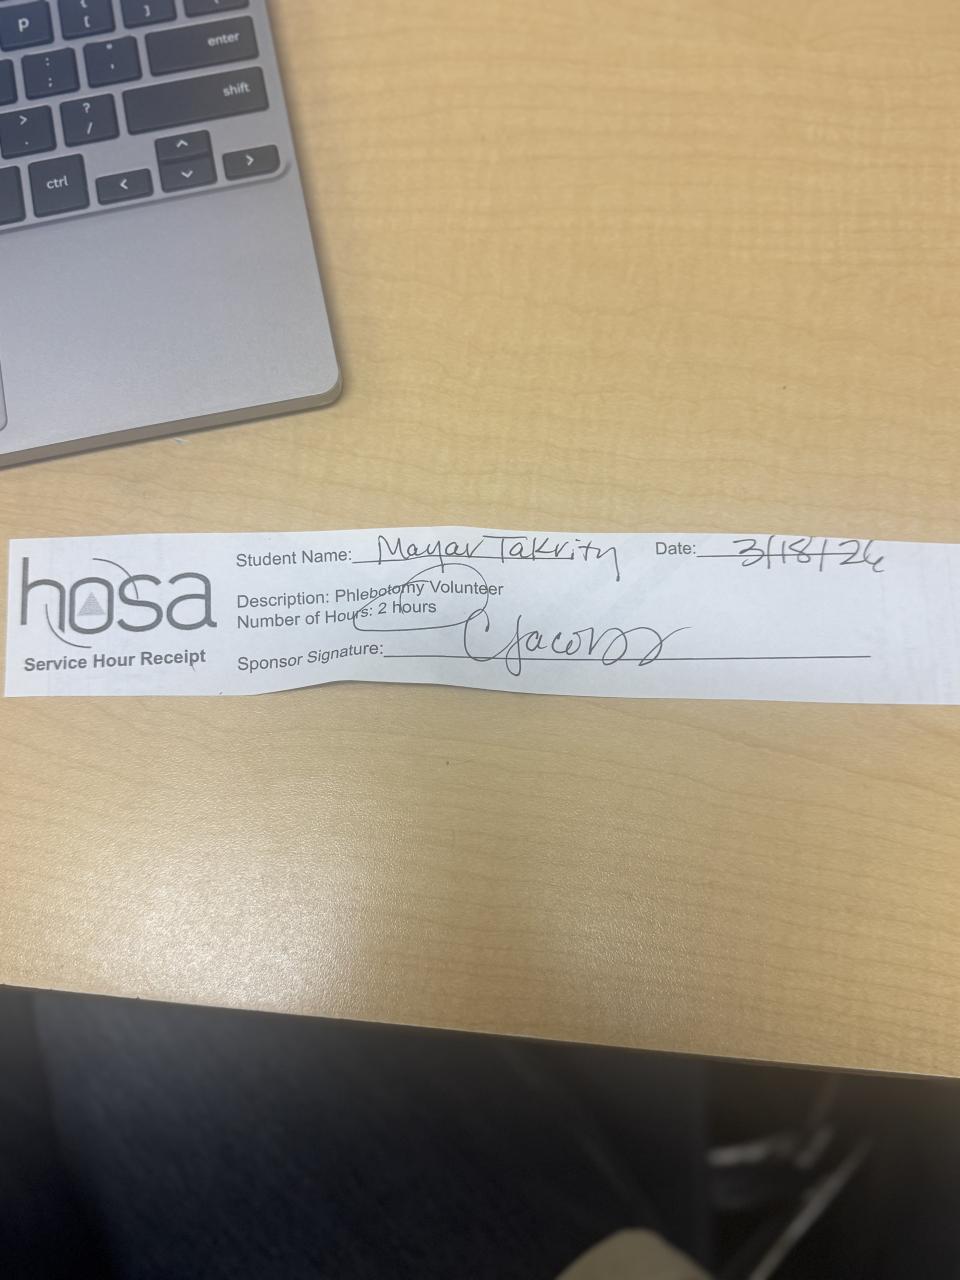 p
enter
shift
ctrl
hosa
Service Hour Receipt
Student Name: Mayar Takrity Date: 3/18/26
Description: Phlebotomy Volunteer
Number of Hours: 2 hours
Sponsor Signature: CJacobs